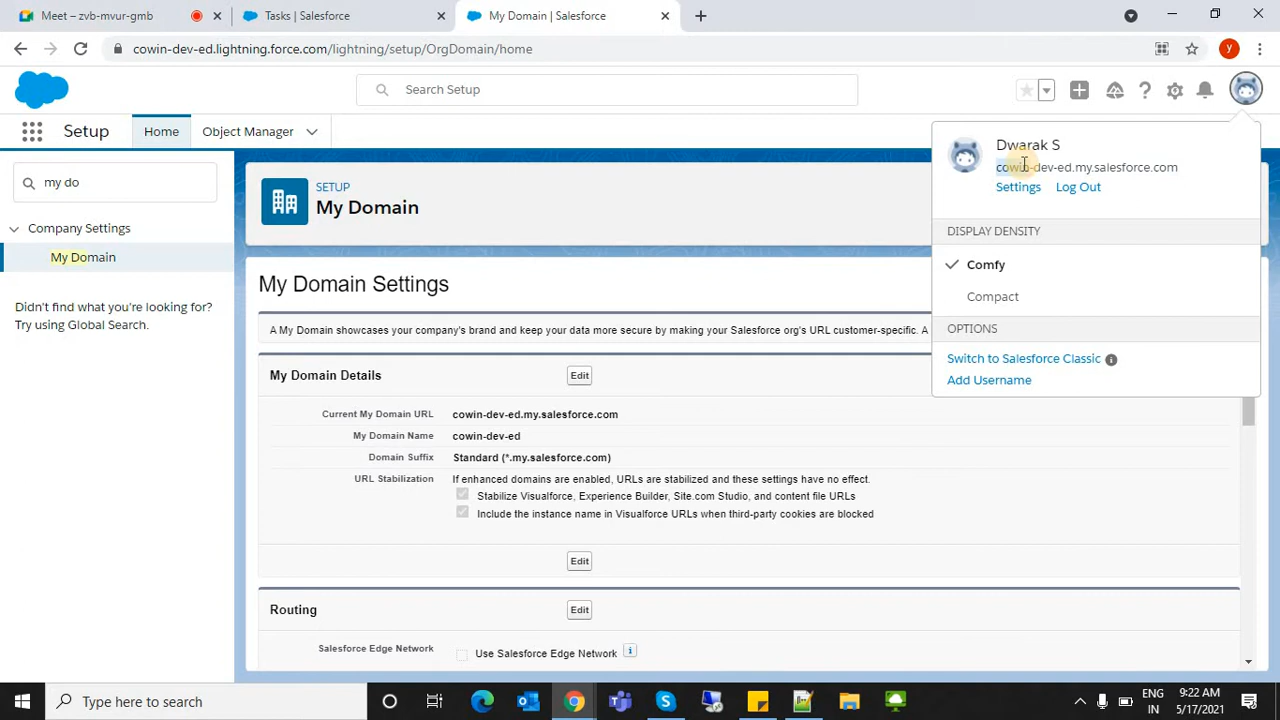 Meet – zvb-mvur-gmb
Tasks | Salesforce
My Domain | Salesforce
cowin-dev-ed.lightning.force.com/lightning/setup/OrgDomain/home
y
Search Setup
Setup
Home
Object Manager
my do
Company Settings
My Domain
Didn't find what you're looking for?
Try using Global Search.
SETUP
My Domain
Dwarak S
cowin-dev-ed.my.salesforce.com
Settings Log Out
DISPLAY DENSITY
Comfy
Compact
OPTIONS
Switch to Salesforce Classic
Add Username
My Domain Settings
A My Domain showcases your company's brand and keep your data more secure by making your Salesforce org's URL customer-specific. A
My Domain Details Edit
Current My Domain URL cowin-dev-ed.my.salesforce.com
My Domain Name cowin-dev-ed
Domain Suffix Standard (*.my.salesforce.com)
URL Stabilization If enhanced domains are enabled, URLs are stabilized and these settings have no effect.
Stabilize Visualforce, Experience Builder, Site.com Studio, and content file URLs
Include the instance name in Visualforce URLs when third-party cookies are blocked
Edit
Routing Edit
Salesforce Edge Network Use Salesforce Edge Network i
Type here to search
ENG
IN
9:22 AM
5/17/2021